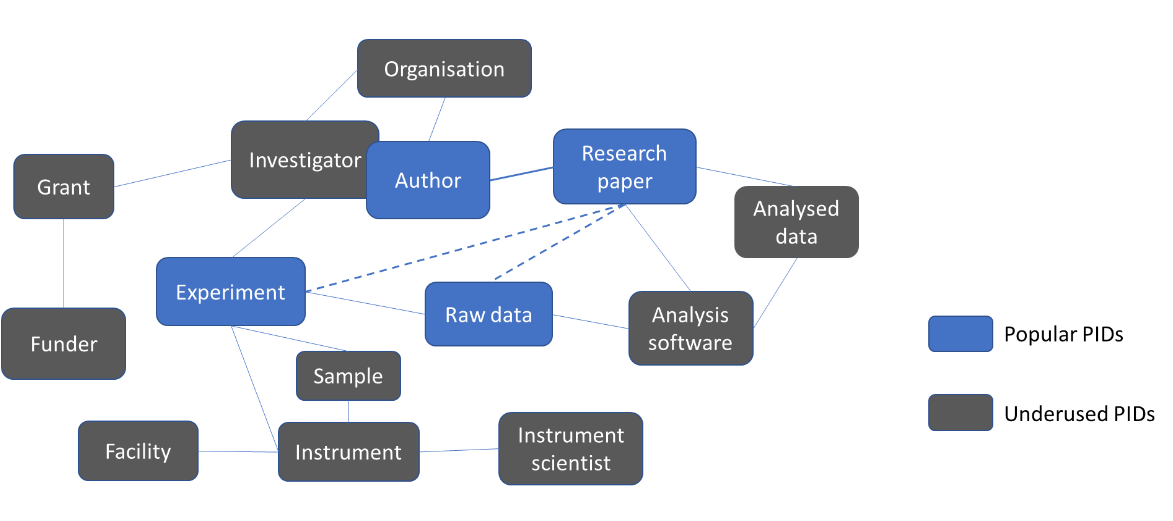 Organisation
Investigator
Author
Research
paper
Grant
Analysed
data
Experiment
Raw data
Analysis
software
Funder
Sample
Facility
Instrument
Instrument
scientist
Popular PIDs
Underused PIDs